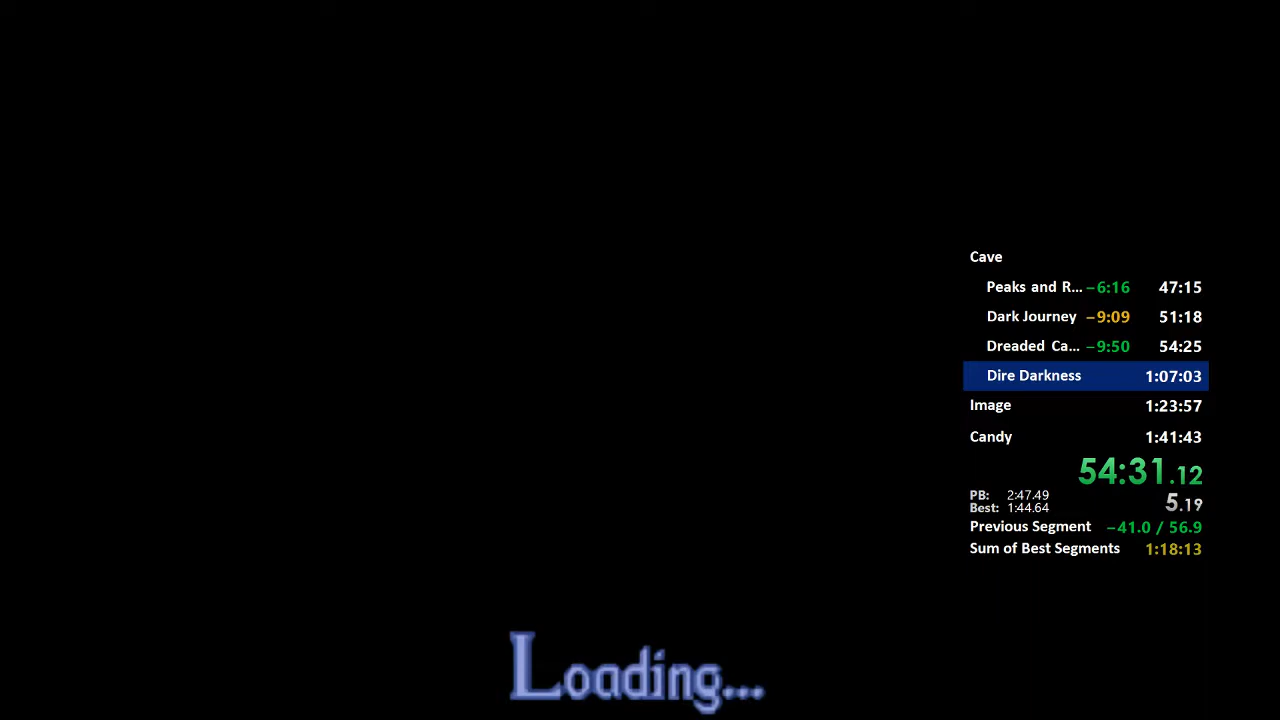 Cave
Peaks and R... −6:16 47:15
Dark Journey −9:09 51:18
Dreaded Ca... −9:50 54:25
Dire Darkness 1:07:03
Image 1:23:57
Candy 1:41:43
54:31.12
PB: 2:47.49 5.19
Best: 1:44.64
Previous Segment −41.0 / 56.9
Sum of Best Segments 1:18:13
Loading...